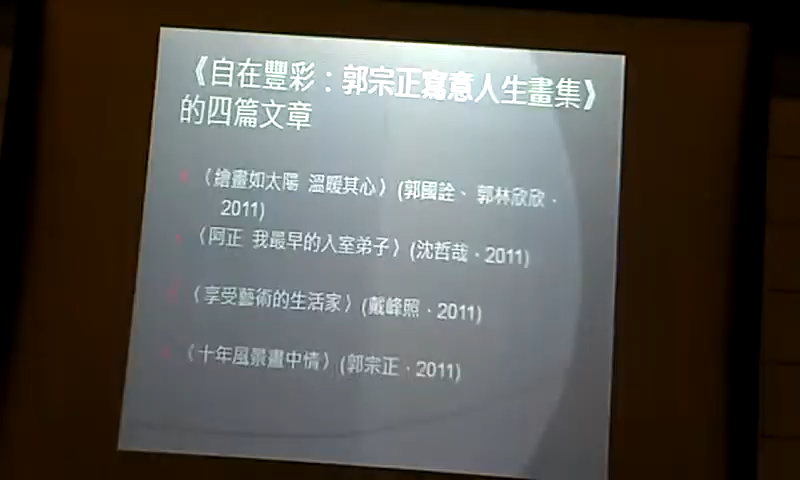 《自在豐彩：郭宗正寫意人生畫集》
的四篇文章
〈繪畫如太陽 溫暖其心〉(郭國詮、郭林欣欣，
2011)
〈阿正 我最早的入室弟子〉(沈哲哉，2011)
〈享受藝術的生活家〉(戴峰照，2011)
〈十年風景畫中情〉(郭宗正，2011)